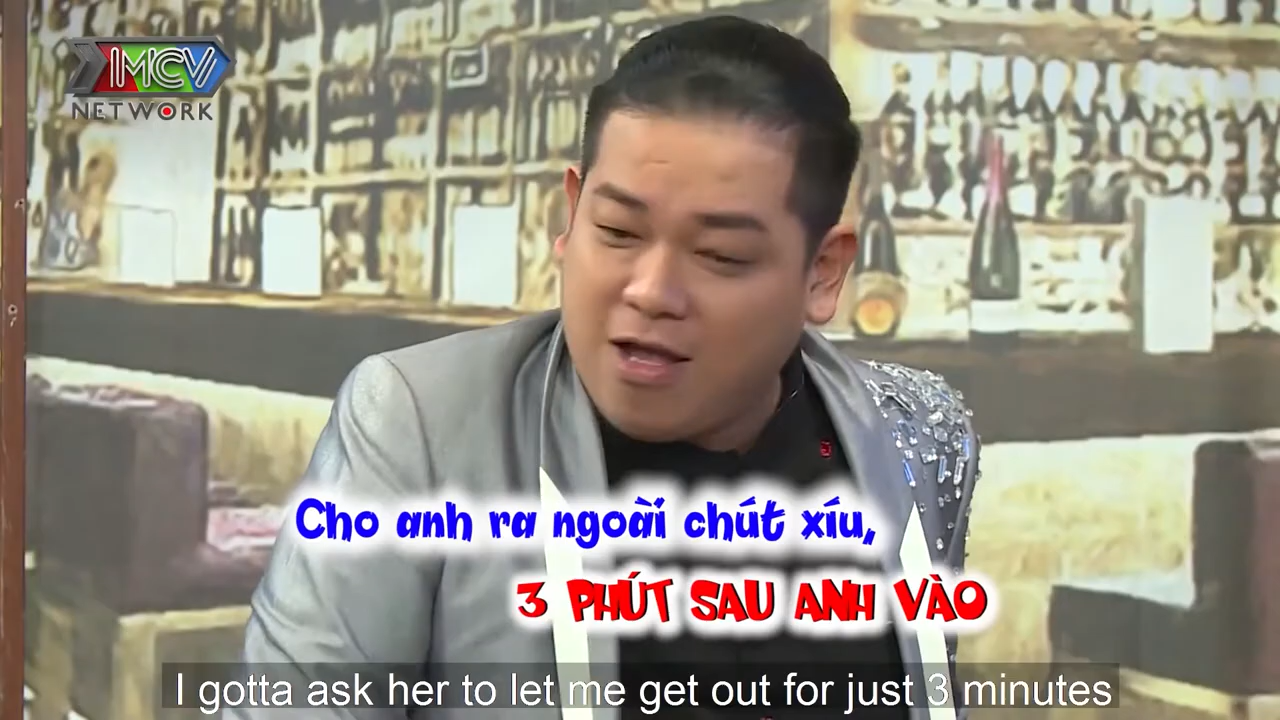 MCV
NETWORK
Cho anh ra ngoài chút xíu,
3 PHÚT SAU ANH VÀO
I gotta ask her to let me get out for just 3 minutes